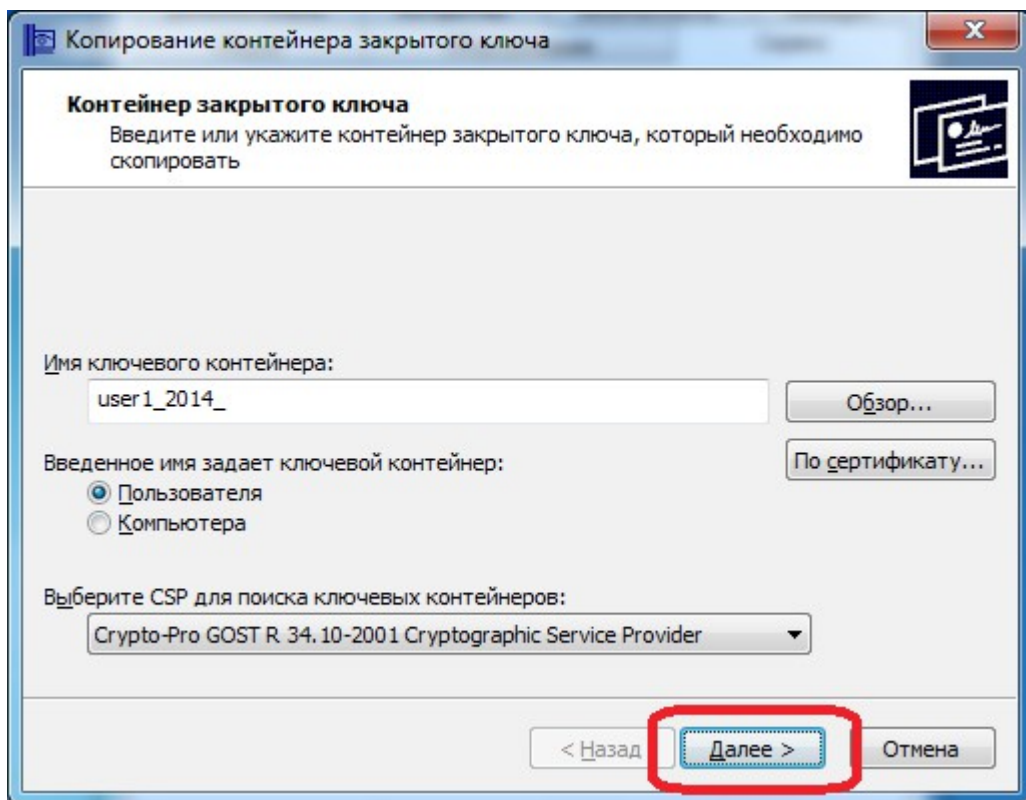 Копирование контейнера закрытого ключа
Контейнер закрытого ключа
Введите или укажите контейнер закрытого ключа, который необходимо
скопировать
Имя ключевого контейнера:
user1_2014_
Обзор...
Введенное имя задает ключевой контейнер:
По сертификату...
Пользователя
Компьютера
Выберите CSP для поиска ключевых контейнеров:
Crypto-Pro GOST R 34.10-2001 Cryptographic Service Provider
< Назад
Далее >
Отмена